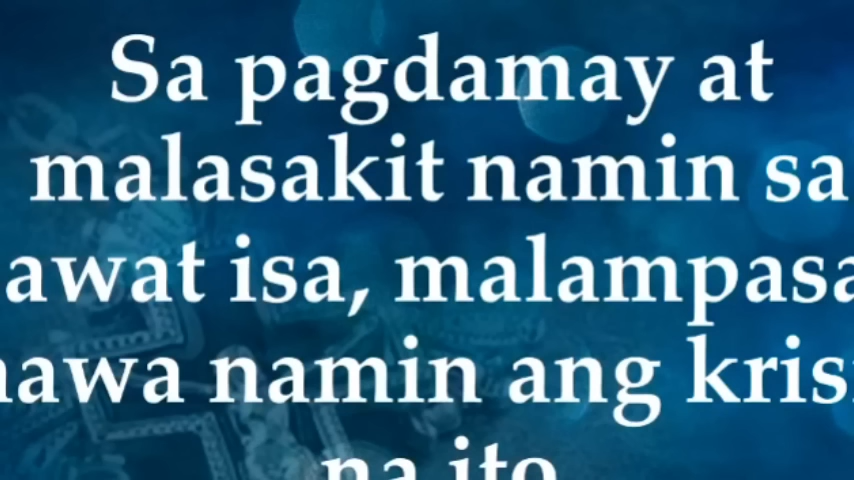 Sa pagdamay at
malasakit namin sa
awat isa, malampasa
nawa namin ang kris
na ito